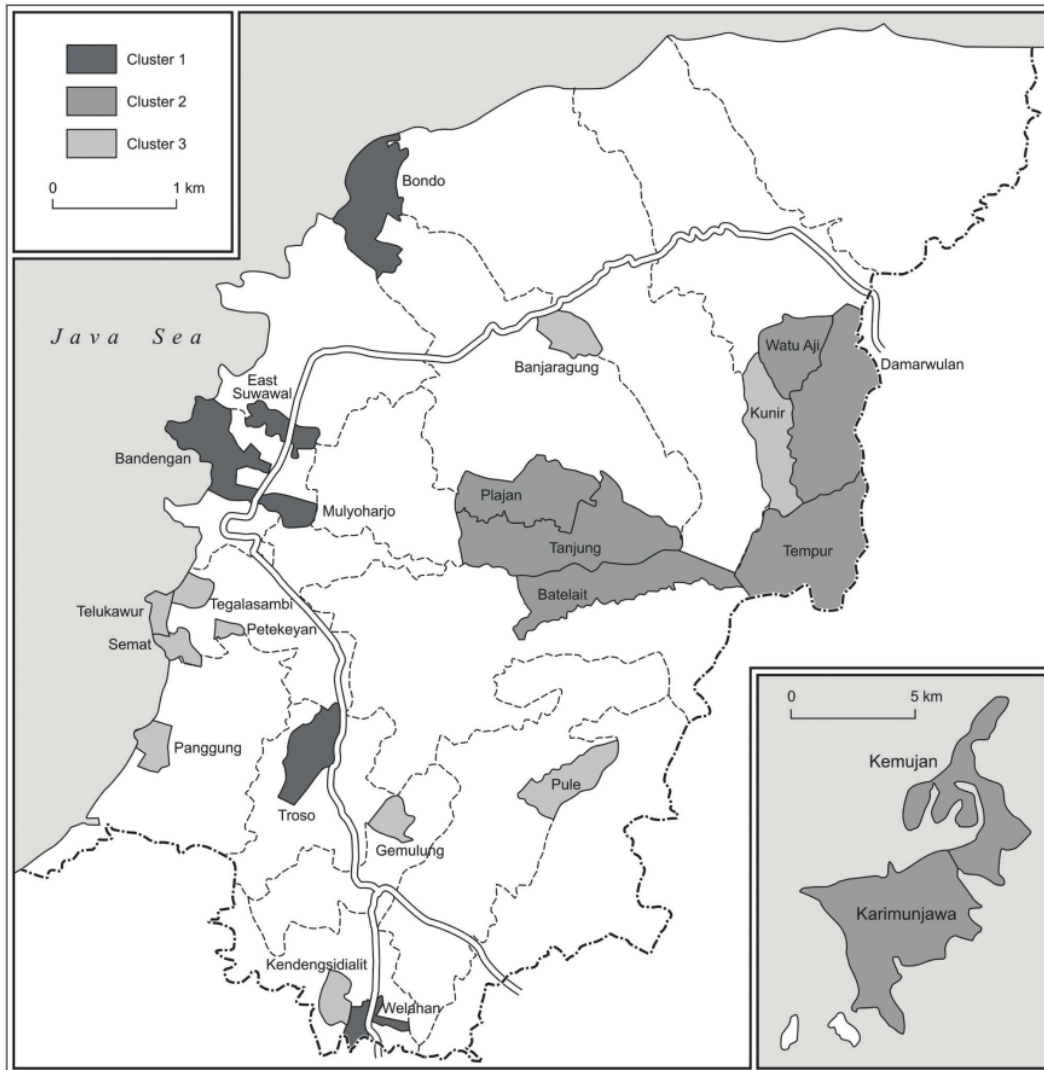 Cluster 1
Cluster 2
Cluster 3
0 1 km
Bondo
Java Sea
Banjaragung
Watu Aji
Damarwulan
East
Suwawal
Kunir
Bandengan
Plajan
Mulyoharjo
Tanjung
Tempur
Batelait
Telukawur
Tegalasambi
Petekeyan
Semat
Panggung
Pule
Troso
Gemulung
Kendengsidialit
Welahan
0 5 km
Kemujan
Karimunjawa